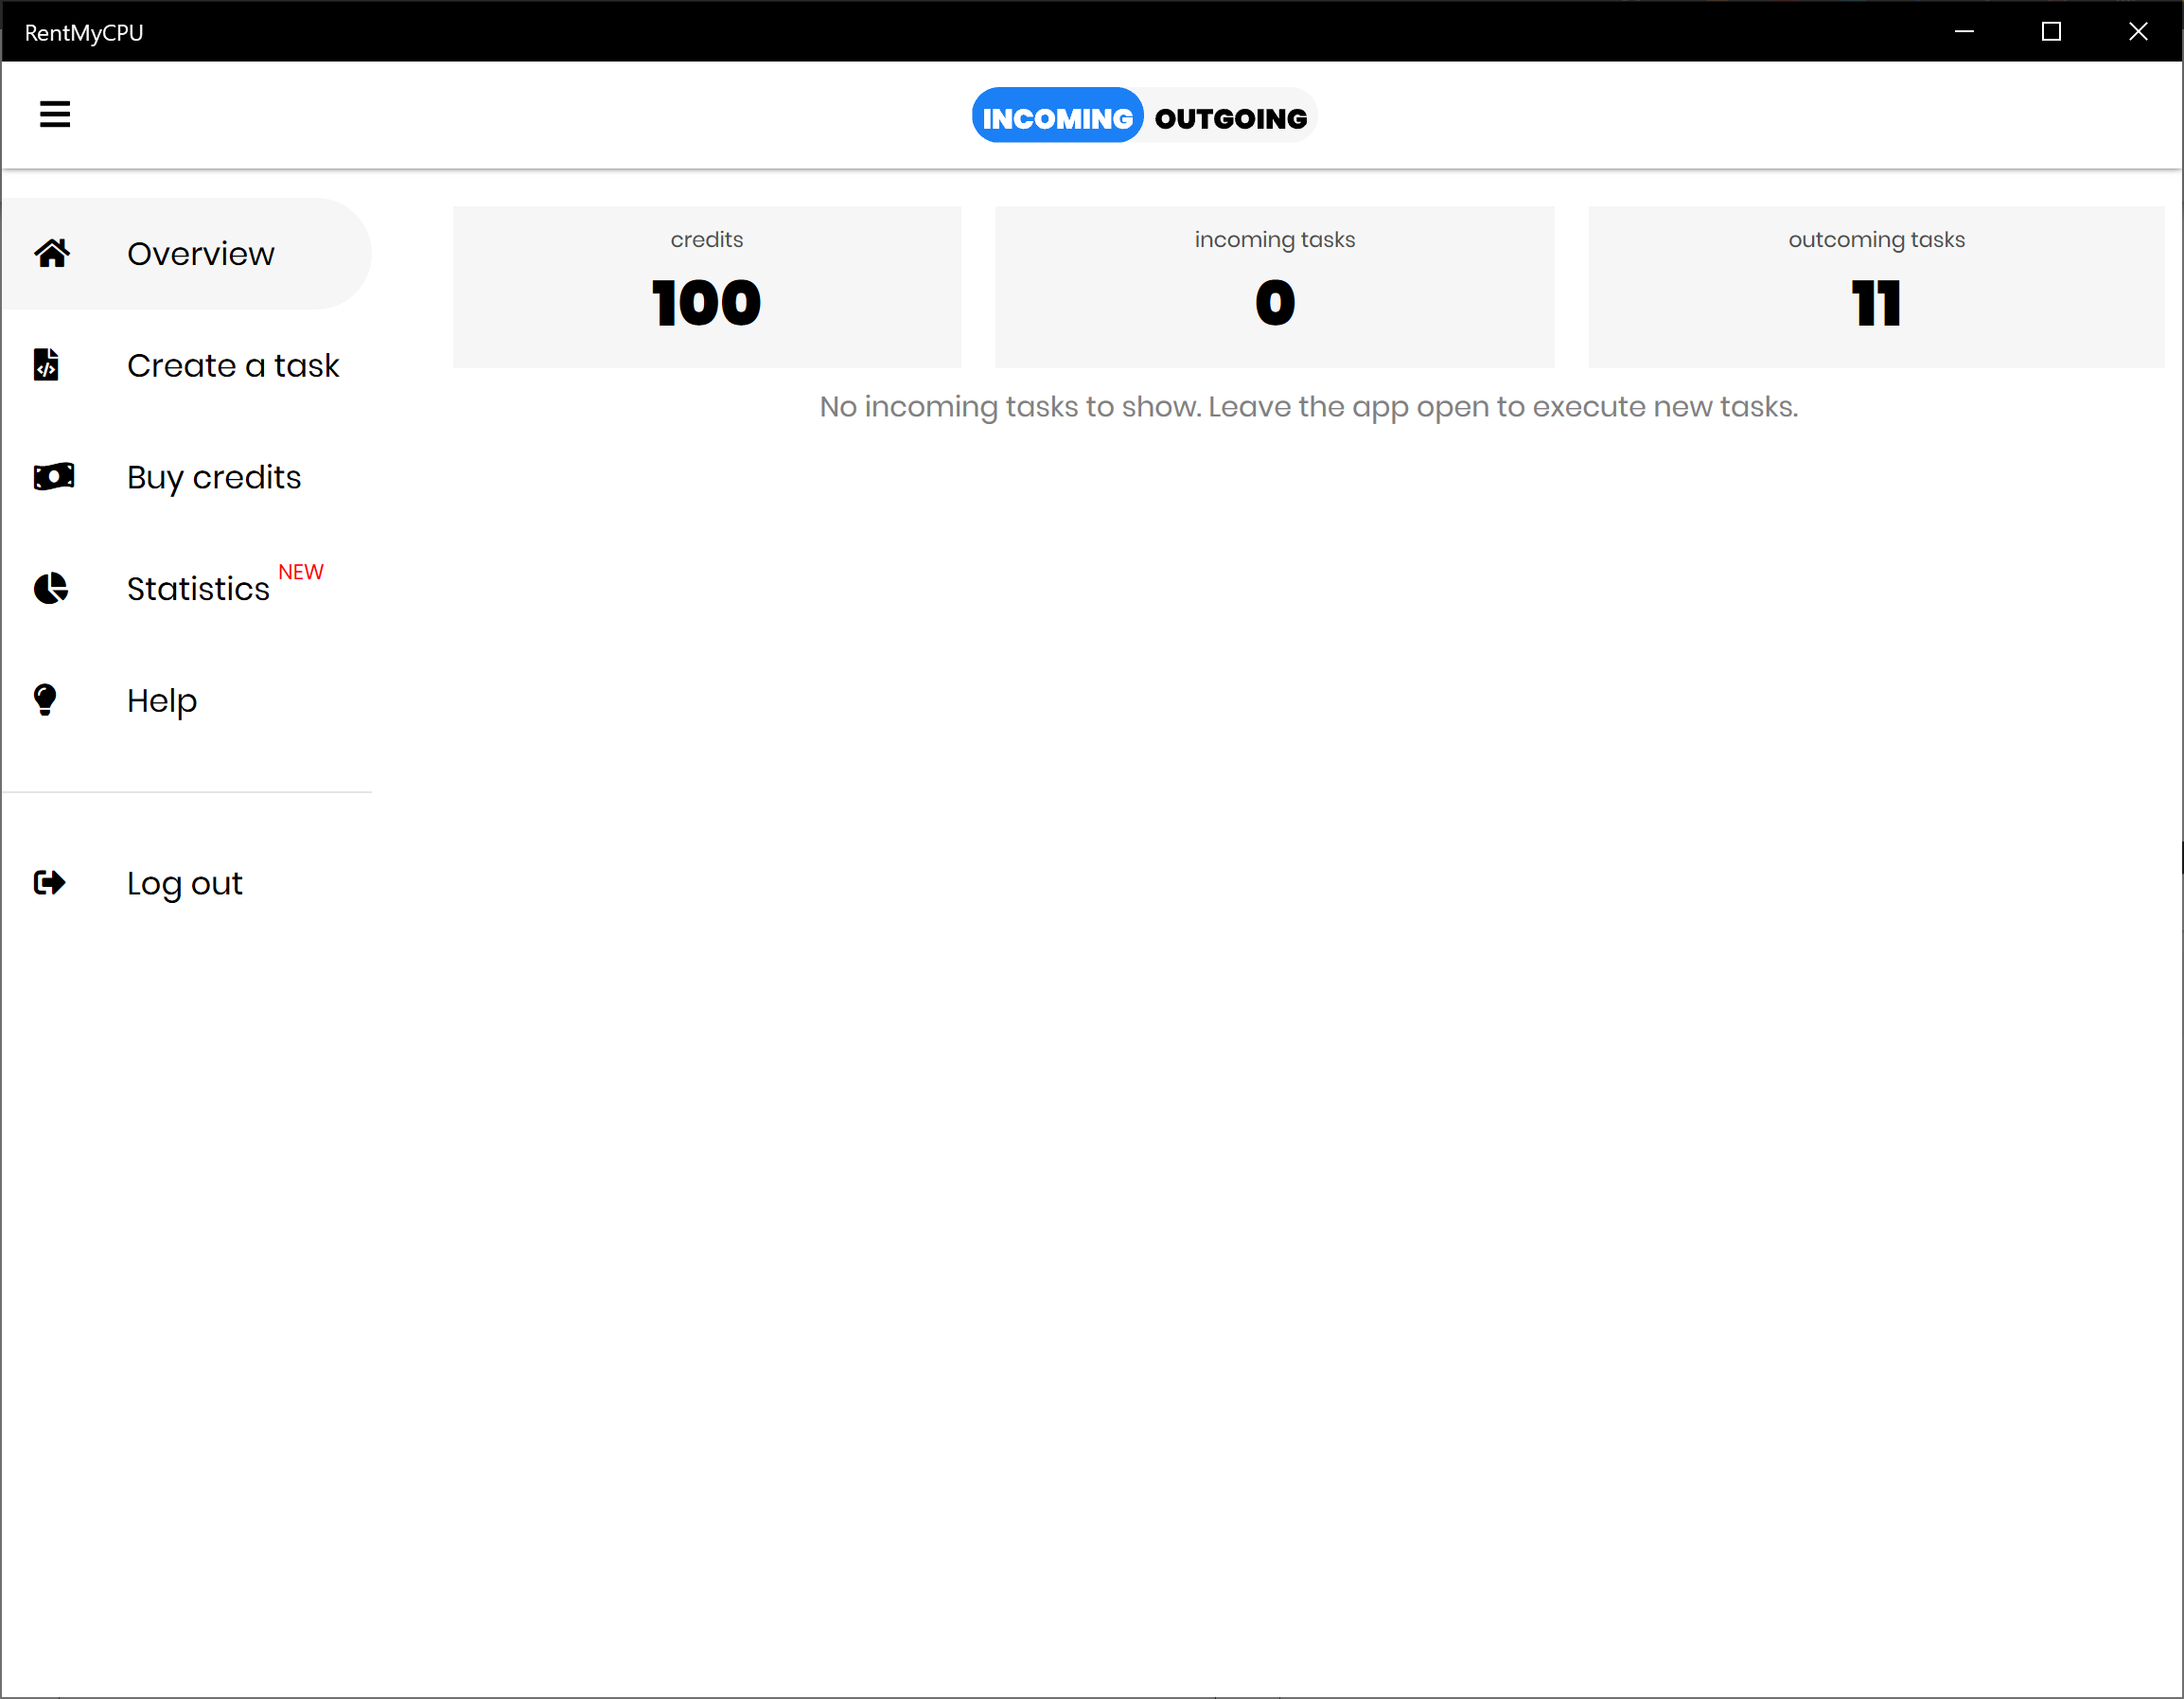 RentMyCPU
INCOMING OUTGOING
Overview
Create a task
Buy credits
Statistics NEW
Help
Log out
credits
100
incoming tasks
0
outcoming tasks
11
No incoming tasks to show. Leave the app open to execute new tasks.